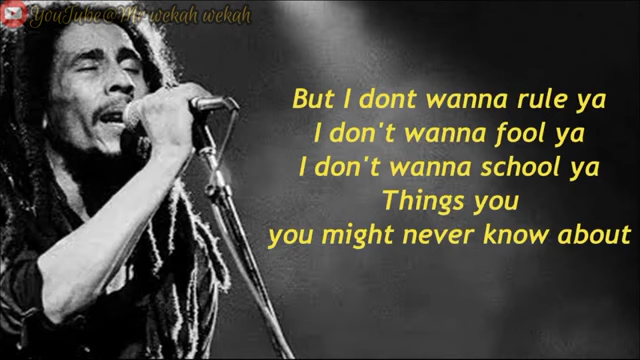 YouTube@Mr wekah wekah
But I dont wanna rule ya
I don't wanna fool ya
I don't wanna school ya
Things you
you might never know about